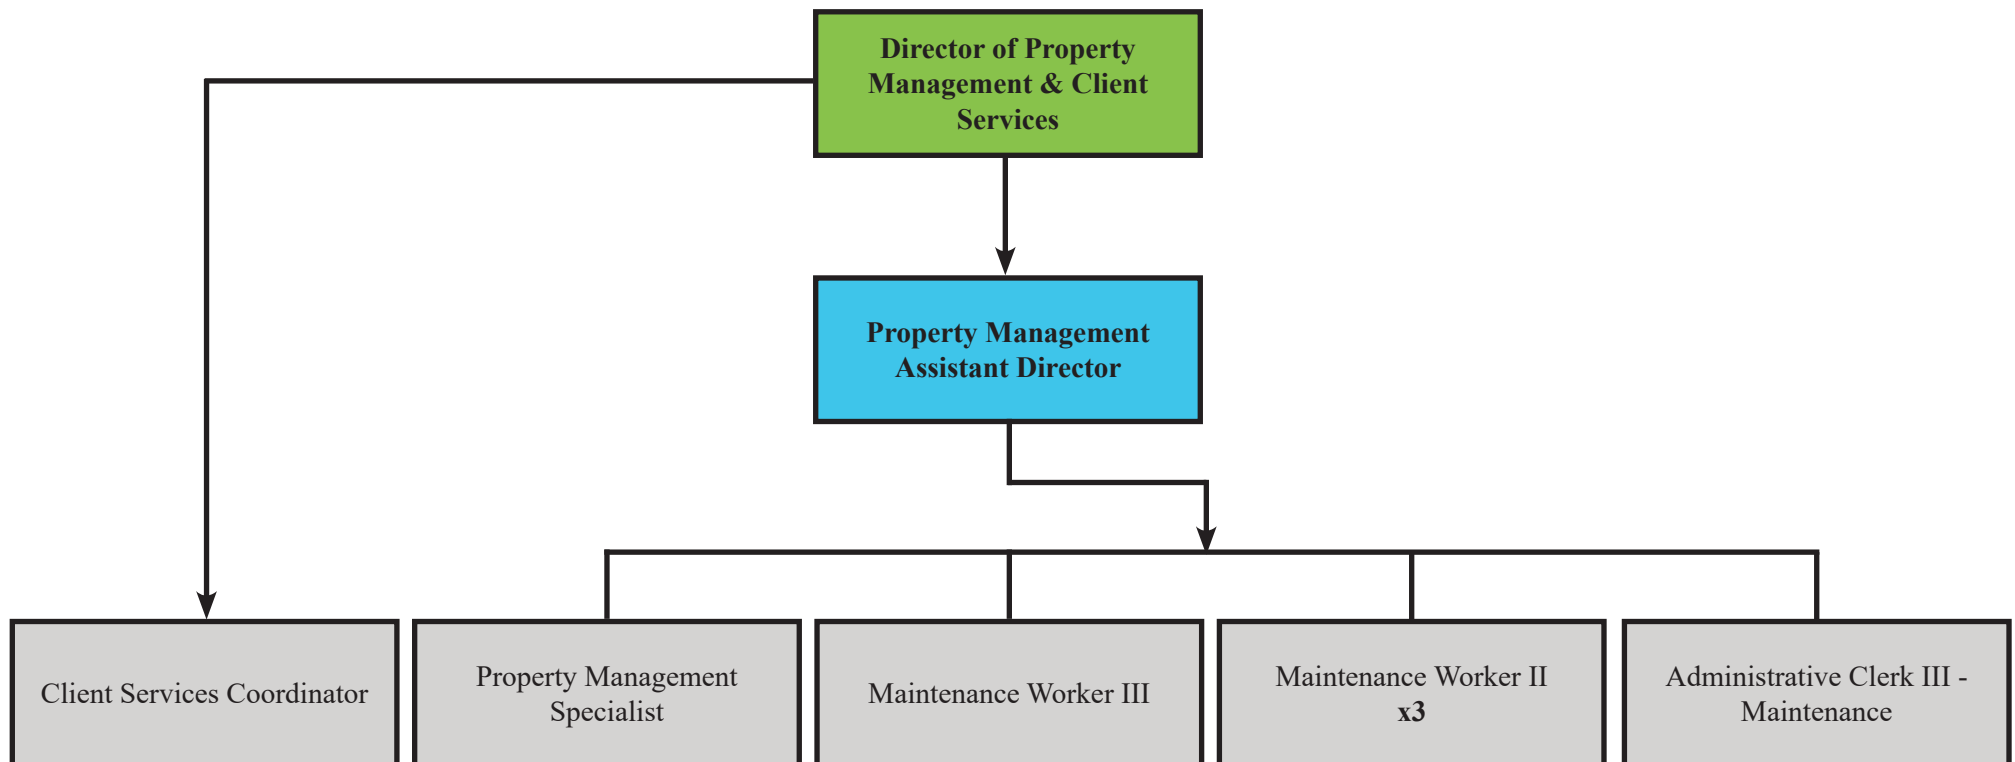 Director of Property
Management & Client
Services
Property Management
Assistant Director
Client Services Coordinator
Property Management
Specialist
Maintenance Worker III
Maintenance Worker II
x3
Administrative Clerk III -
Maintenance